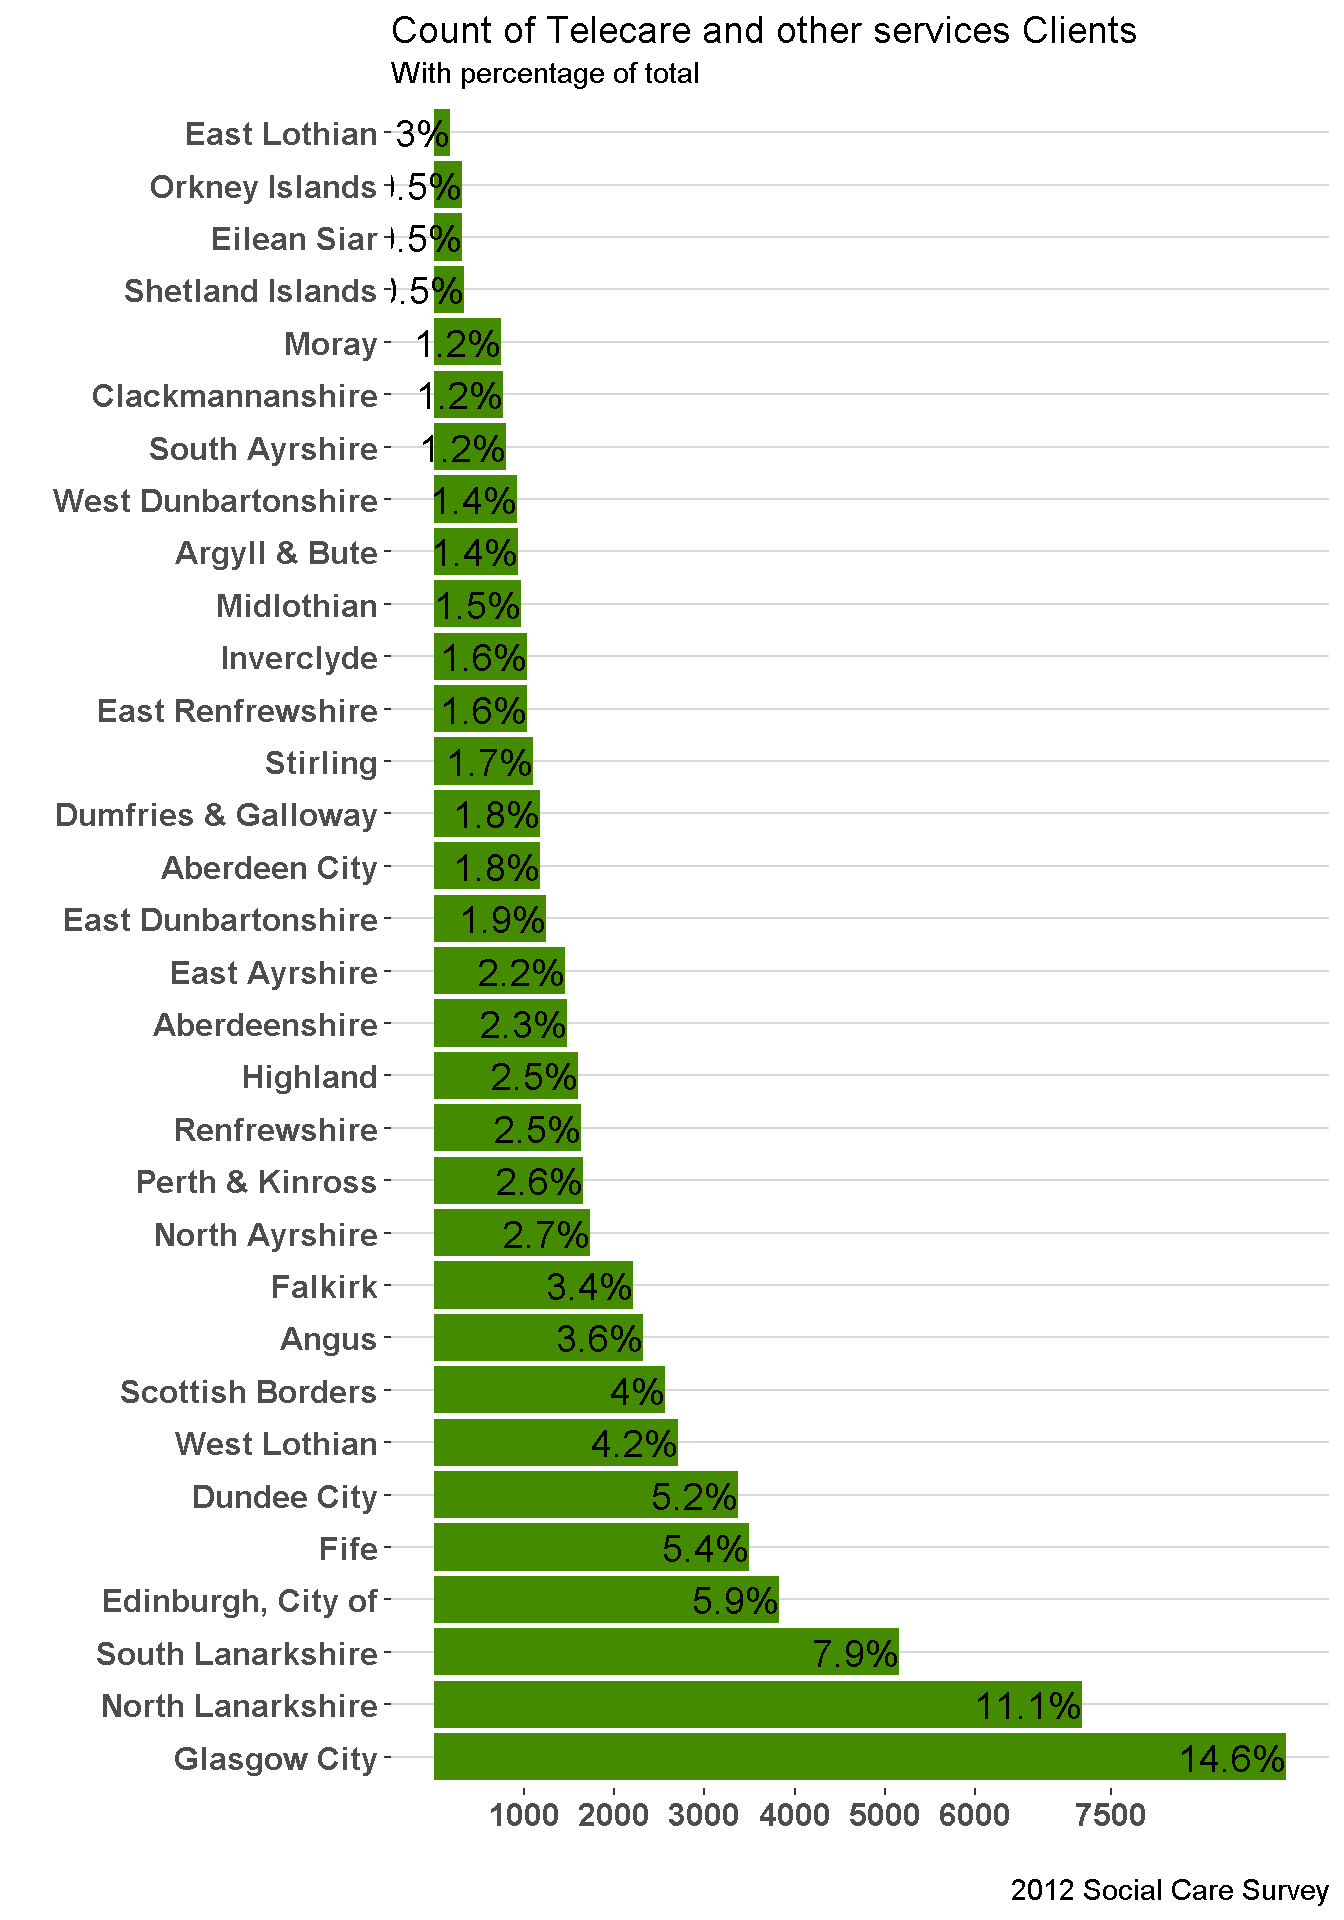 Count of Telecare and other services Clients
With percentage of total
East Lothian 3%
Orkney Islands .5%
Eilean Siar .5%
Shetland Islands .5%
Moray 1.2%
Clackmannanshire 1.2%
South Ayrshire 1.2%
West Dunbartonshire 1.4%
Argyll & Bute 1.4%
Midlothian 1.5%
Inverclyde 1.6%
East Renfrewshire 1.6%
Stirling 1.7%
Dumfries & Galloway 1.8%
Aberdeen City 1.8%
East Dunbartonshire 1.9%
East Ayrshire 2.2%
Aberdeenshire 2.3%
Highland 2.5%
Renfrewshire 2.5%
Perth & Kinross 2.6%
North Ayrshire 2.7%
Falkirk 3.4%
Angus 3.6%
Scottish Borders 4%
West Lothian 4.2%
Dundee City 5.2%
Fife 5.4%
Edinburgh, City of 5.9%
South Lanarkshire 7.9%
North Lanarkshire 11.1%
Glasgow City 14.6%
1000 2000 3000 4000 5000 6000 7500
2012 Social Care Survey